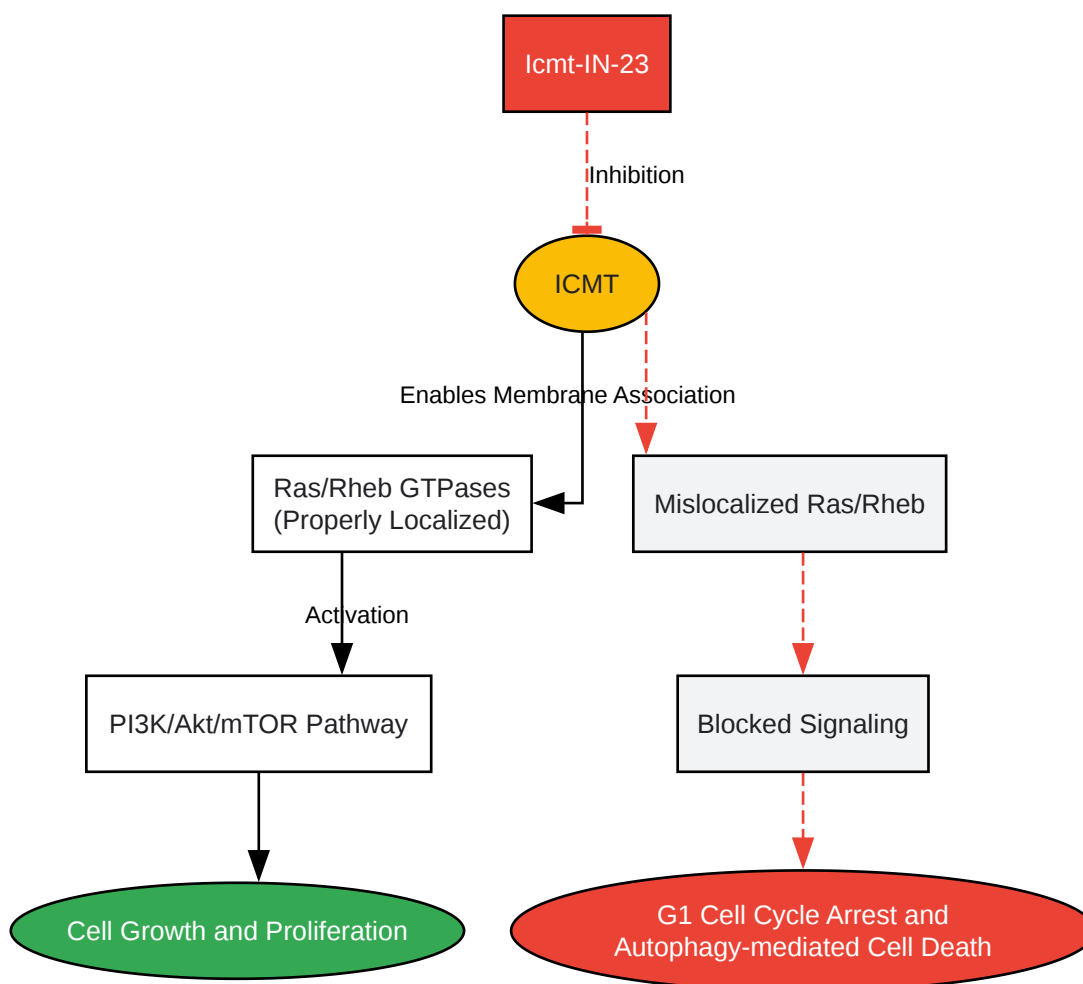 Icmt-IN-23
Inhibition
ICMT
Enables Membrane Association
Ras/Rheb GTPases
(Properly Localized)
Mislocalized Ras/Rheb
Activation
PI3K/Akt/mTOR Pathway
Blocked Signaling
Cell Growth and Proliferation
G1 Cell Cycle Arrest and
Autophagy-mediated Cell Death